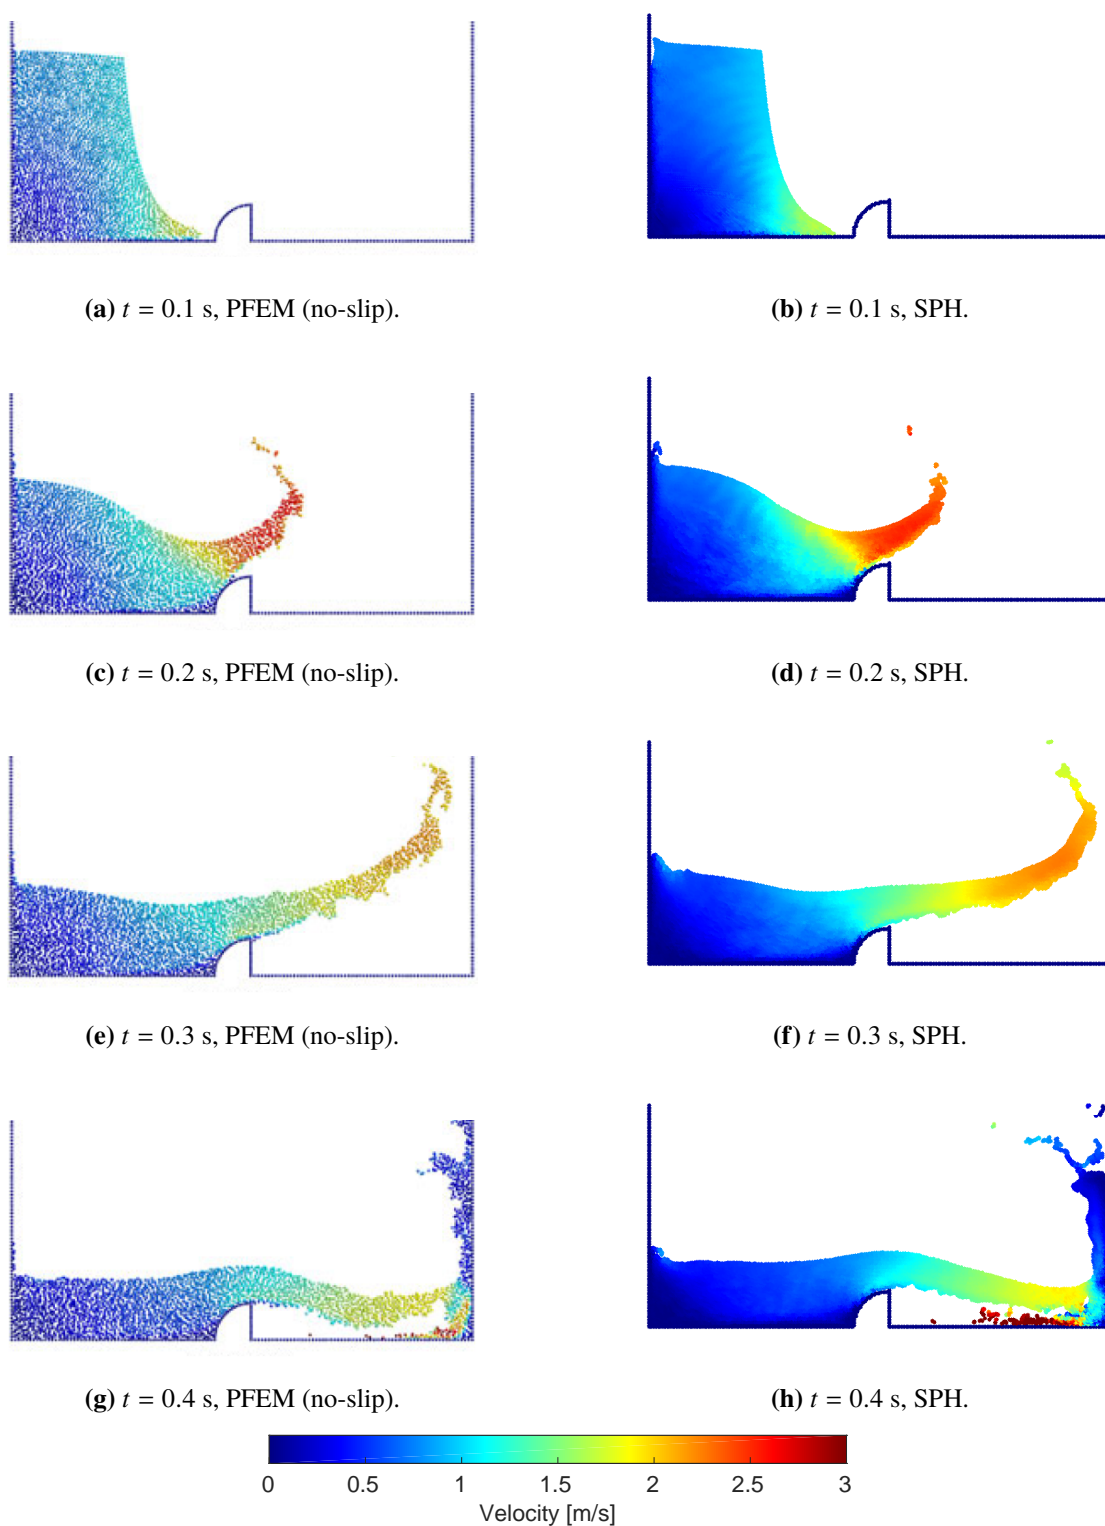 (a) t = 0.1 s, PFEM (no-slip).
(b) t = 0.1 s, SPH.
(c) t = 0.2 s, PFEM (no-slip).
(d) t = 0.2 s, SPH.
(e) t = 0.3 s, PFEM (no-slip).
(f) t = 0.3 s, SPH.
(g) t = 0.4 s, PFEM (no-slip).
(h) t = 0.4 s, SPH.
0 0.5 1 1.5 2 2.5 3
Velocity [m/s]